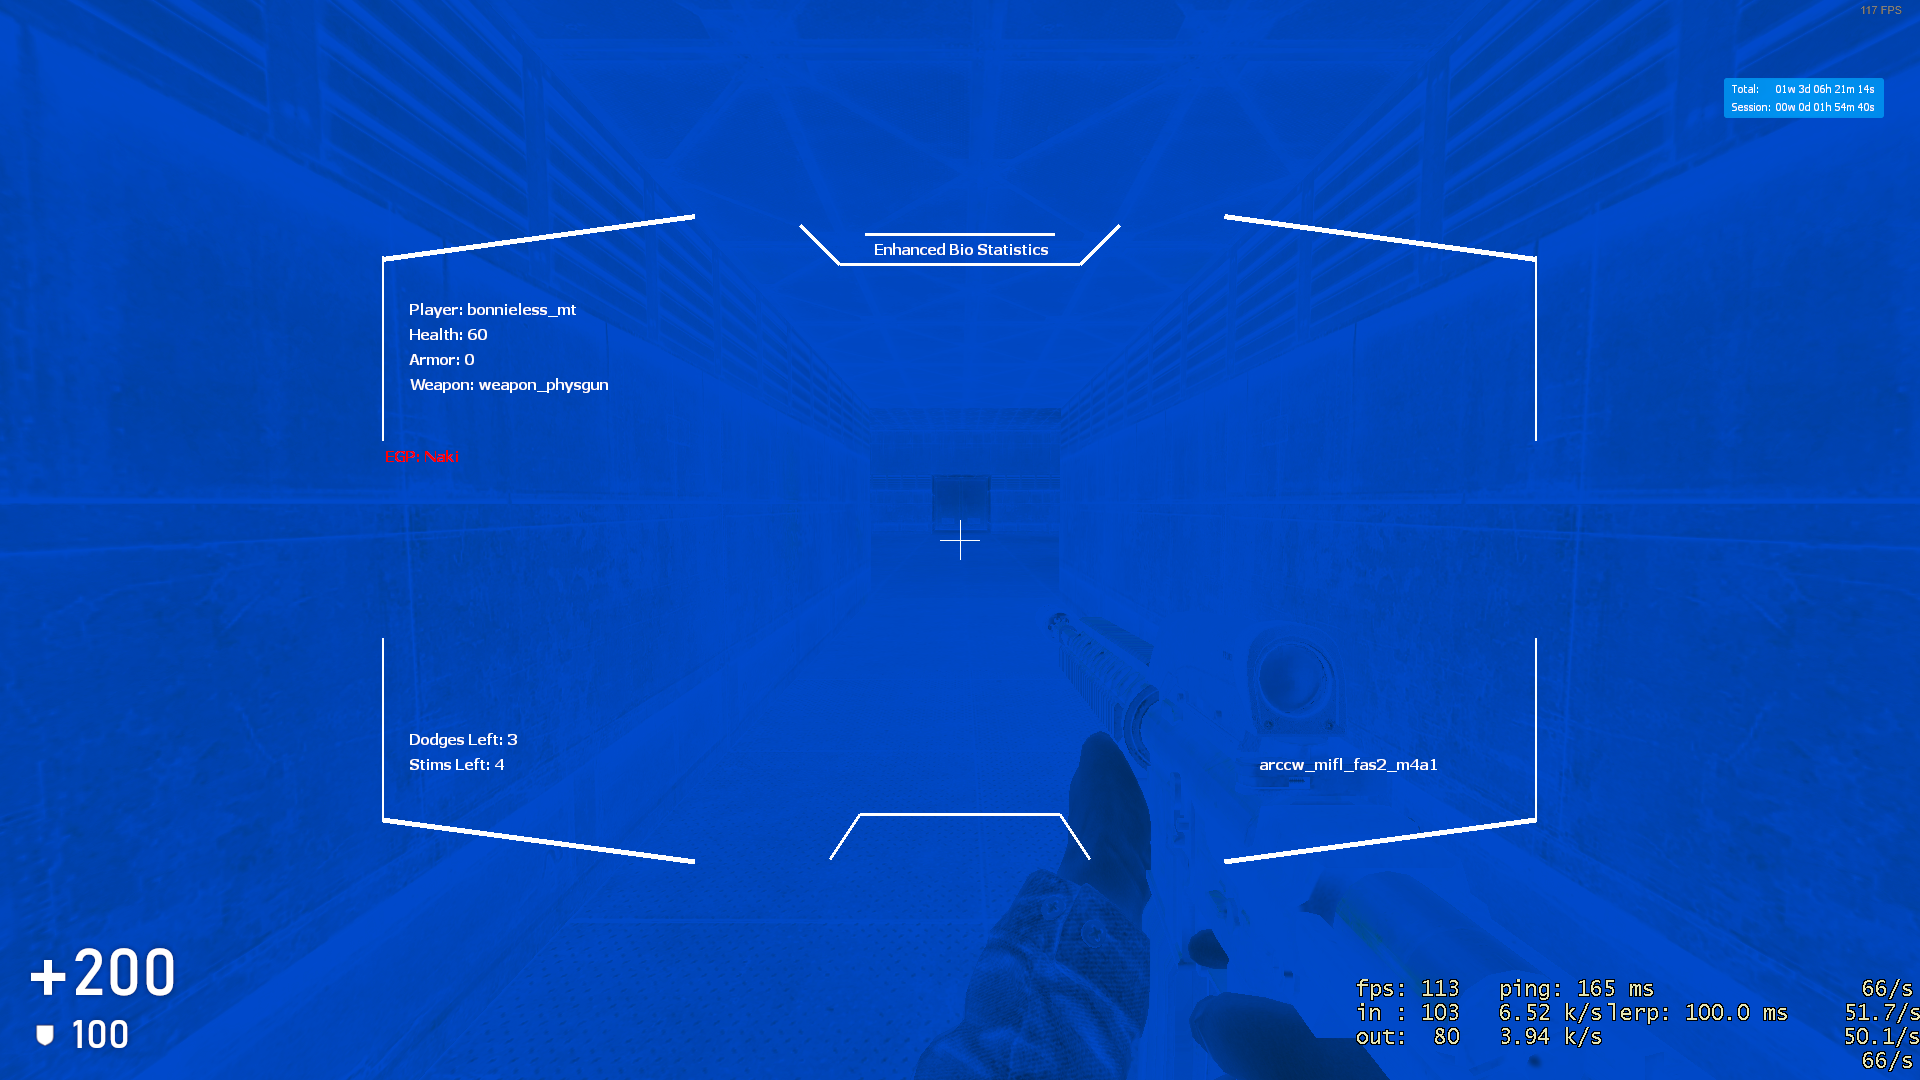 117 FPS
Total: 01w 3d 06h 21m 14s
Session: 00w 0d 01h 54m 40s
Enhanced Bio Statistics
Player: bonnieless_mt
Health: 60
Armor: 0
Weapon: weapon_physgun
EGP: Naki
Dodges Left: 3
Stims Left: 4
arccw_mifl_fas2_m4a1
+200
100
fps: 113 ping: 165 ms 66/s
in : 103 6.52 k/s lerp: 100.0 ms 51.7/s
out: 80 3.94 k/s 50.1/s
66/s